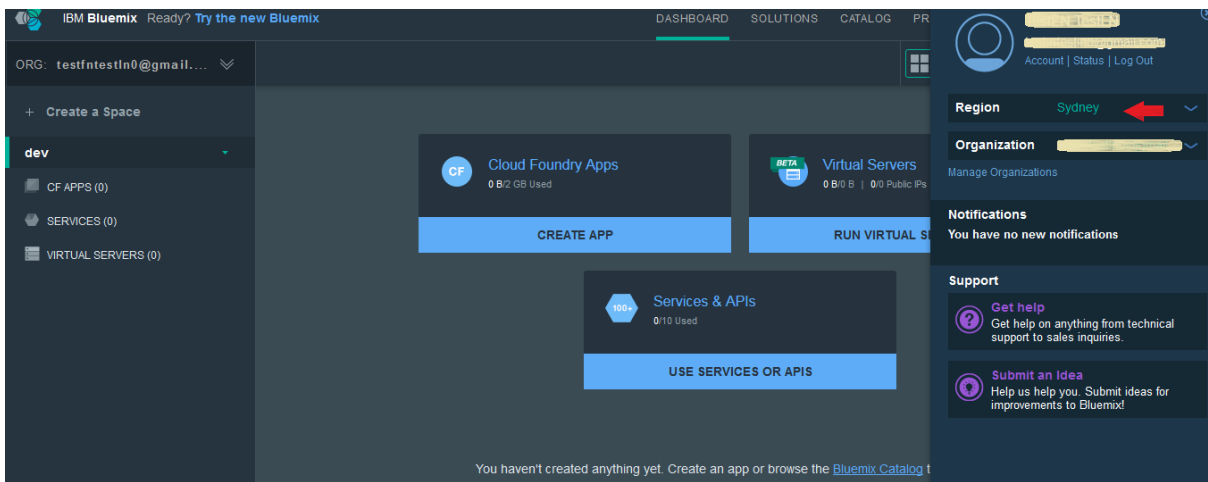 IBM Bluemix Ready? Try the new Bluemix
DASHBOARD SOLUTIONS CATALOG PR
ORG: testfntestln0@gmail....
+ Create a Space
dev
CF APPS (0)
SERVICES (0)
VIRTUAL SERVERS (0)
CF
Cloud Foundry Apps
0 B/2 GB Used
CREATE APP
BETA
Virtual Servers
0 B/0 B | 0/0 Public IPs
RUN VIRTUAL SE
100+
Services & APIs
0/10 Used
USE SERVICES OR APIS
You haven't created anything yet. Create an app or browse the Bluemix Catalog t
Account | Status | Log Out
Region Sydney
Organization
Manage Organizations
Notifications
You have no new notifications
Support
Get help
Get help on anything from technical
support to sales inquiries.
Submit an Idea
Help us help you. Submit ideas for
improvements to Bluemix!